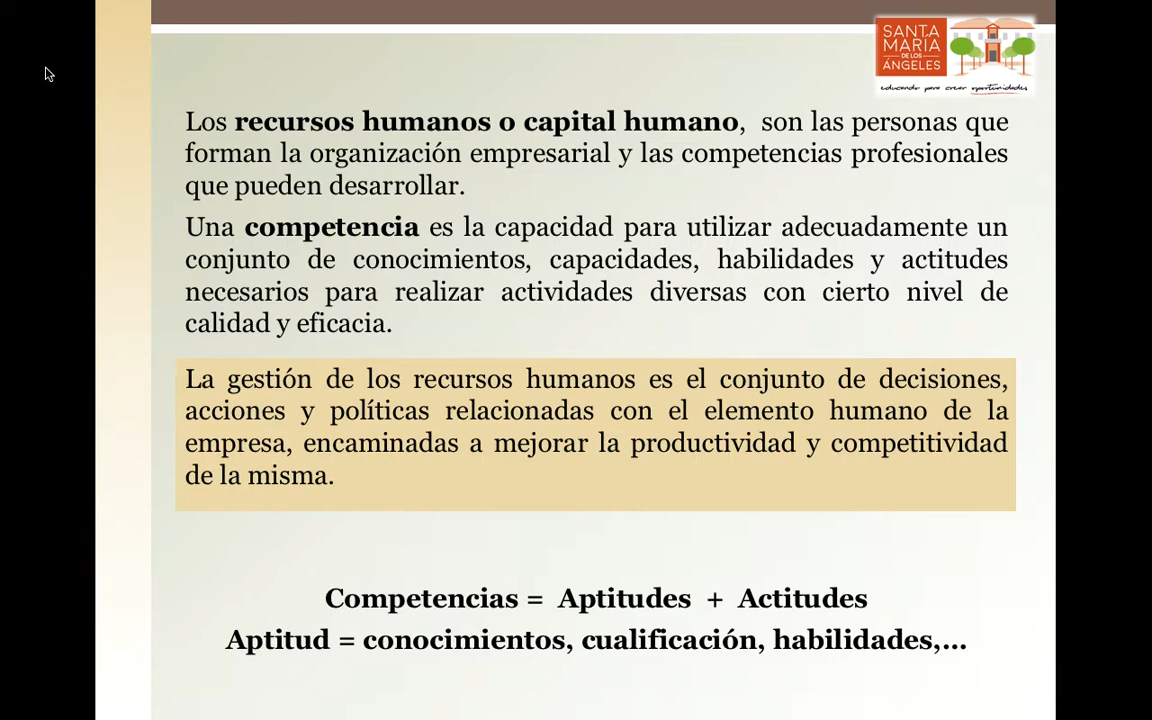 SANTA
MARÍA
DE LOS
ÁNGELES
educando para crear oportunidades
Los recursos humanos o capital humano, son las personas que
forman la organización empresarial y las competencias profesionales
que pueden desarrollar.
Una competencia es la capacidad para utilizar adecuadamente un
conjunto de conocimientos, capacidades, habilidades y actitudes
necesarios para realizar actividades diversas con cierto nivel de
calidad y eficacia.
La gestión de los recursos humanos es el conjunto de decisiones,
acciones y políticas relacionadas con el elemento humano de la
empresa, encaminadas a mejorar la productividad y competitividad
de la misma.
Competencias = Aptitudes + Actitudes
Aptitud = conocimientos, cualificación, habilidades,...